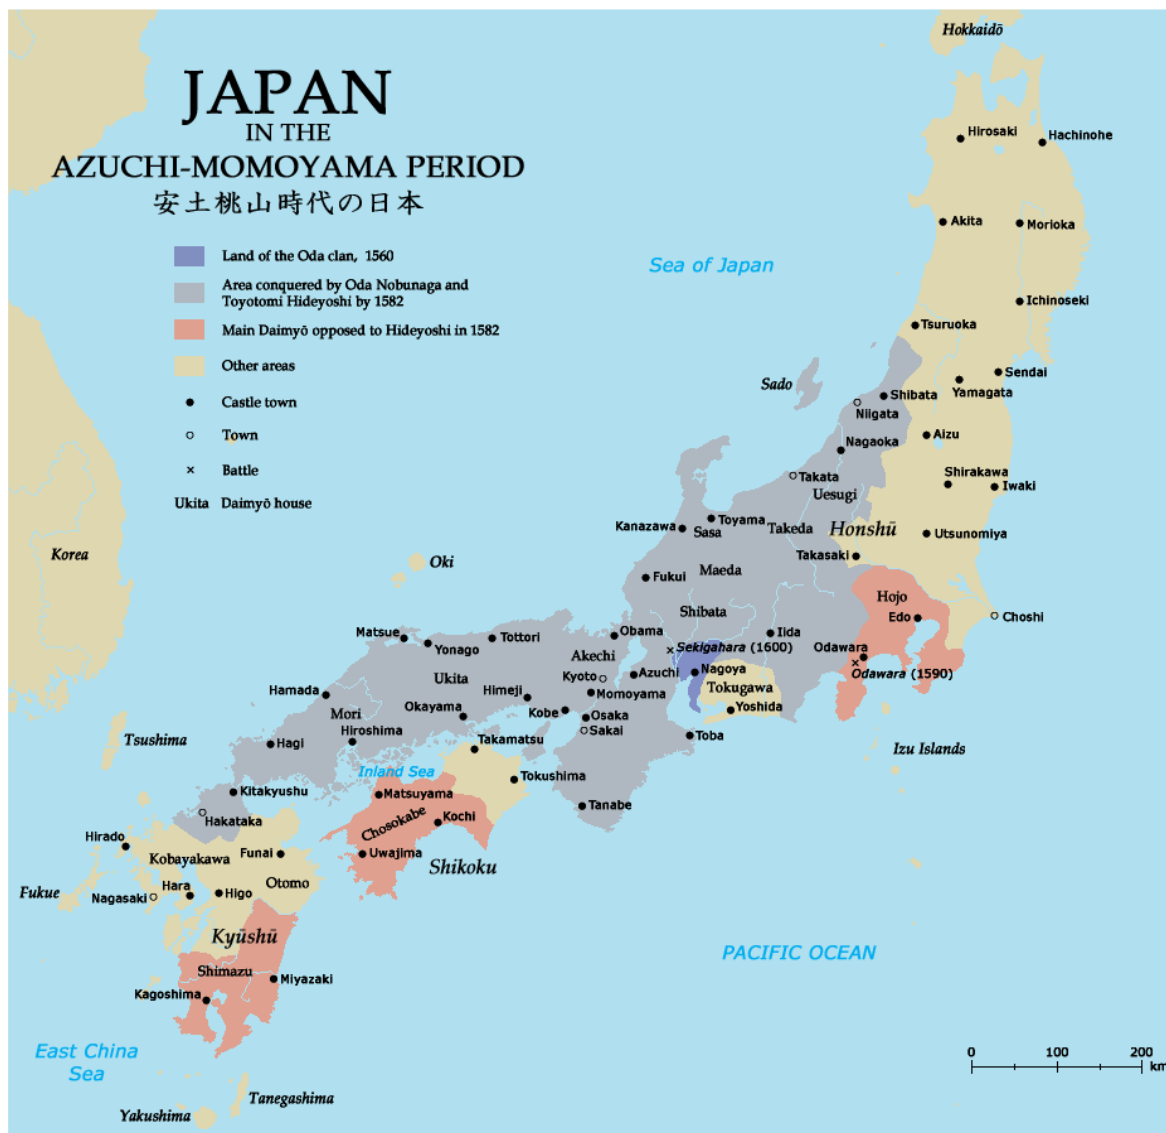 JAPAN
IN THE
AZUCHI-MOMOYAMA PERIOD
安土桃山時代の日本
Land of the Oda clan, 1560
Area conquered by Oda Nobunaga and
Toyotomi Hideyoshi by 1582
Main Daimyō opposed to Hideyoshi in 1582
Other areas
Castle town
Town
Battle
Ukita Daimyō house
Hokkaidō
Hirosaki
Hachinohe
Akita
Morioka
Sea of Japan
Ichinoseki
Tsuruoka
Sendai
Sado
Shibata
Yamagata
Niigata
Aizu
Nagaoka
Shirakawa
Takata
Iwaki
Uesugi
Toyama
Kanazawa
Sasa
Takeda
Honshū
Utsunomiya
Korea
Takasaki
Oki
Maeda
Fukui
Hojo
Shibata
Edo
Choshi
Matsue
Tottori
Obama
Iida
Yonago
Sekigahara (1600)
Odawara
Akechi
Azuchi
Nagoya
Odawara (1590)
Ukita
Kyoto
Tokugawa
Hamada
Himeji
Momoyama
Okayama
Kobe
Yoshida
Mori
Osaka
Hiroshima
Sakai
Toba
Tsushima
Hagi
Takamatsu
Izu Islands
Inland Sea
Tokushima
Kitakyushu
Matsuyama
Tanabe
Hakataka
Chosokabe
Kochi
Hirado
Kobayakawa
Funai
Uwajima
Shikoku
Otomo
Fukue
Nagasaki
Hara
Higo
Kyūshū
PACIFIC OCEAN
Shimazu
Miyazaki
Kagoshima
East China
Sea
0 100 200
km
Tanegashima
Yakushima